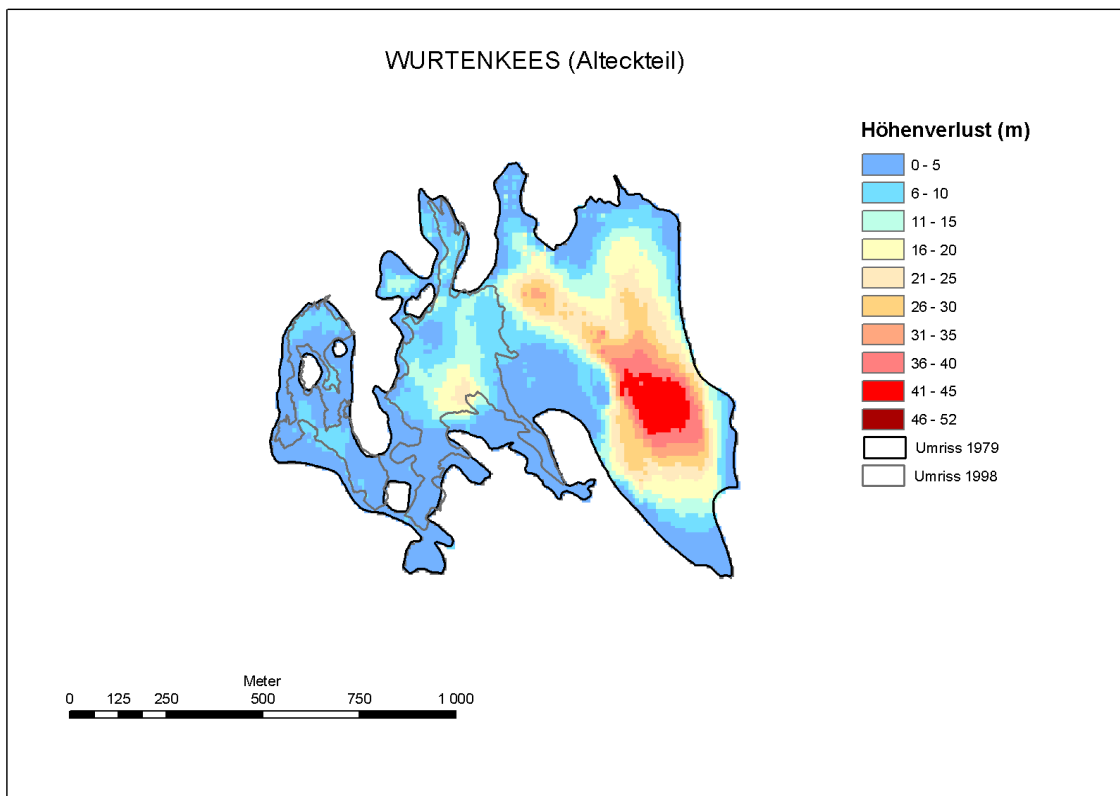 WURTENKEES (Alteckteil)
Höhenverlust (m)
0 - 5
6 - 10
11 - 15
16 - 20
21 - 25
26 - 30
31 - 35
36 - 40
41 - 45
46 - 52
Umriss 1979
Umriss 1998
Meter
0 125 250 500 750 1 000